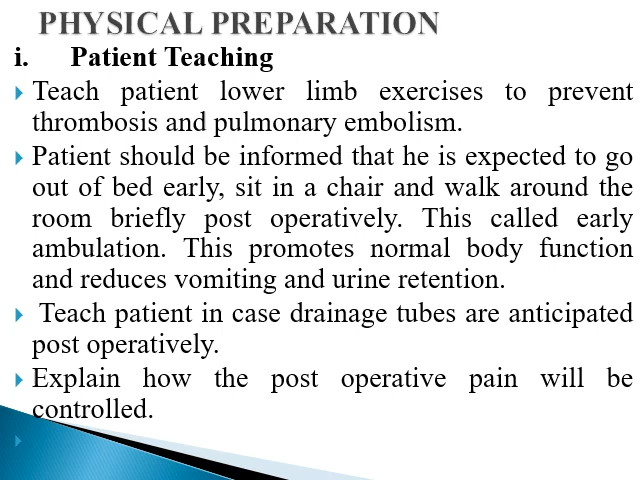 PHYSICAL PREPARATION
i. Patient Teaching
Teach patient lower limb exercises to prevent
thrombosis and pulmonary embolism.
Patient should be informed that he is expected to go
out of bed early, sit in a chair and walk around the
room briefly post operatively. This called early
ambulation. This promotes normal body function
and reduces vomiting and urine retention.
Teach patient in case drainage tubes are anticipated
post operatively.
Explain how the post operative pain will be
controlled.